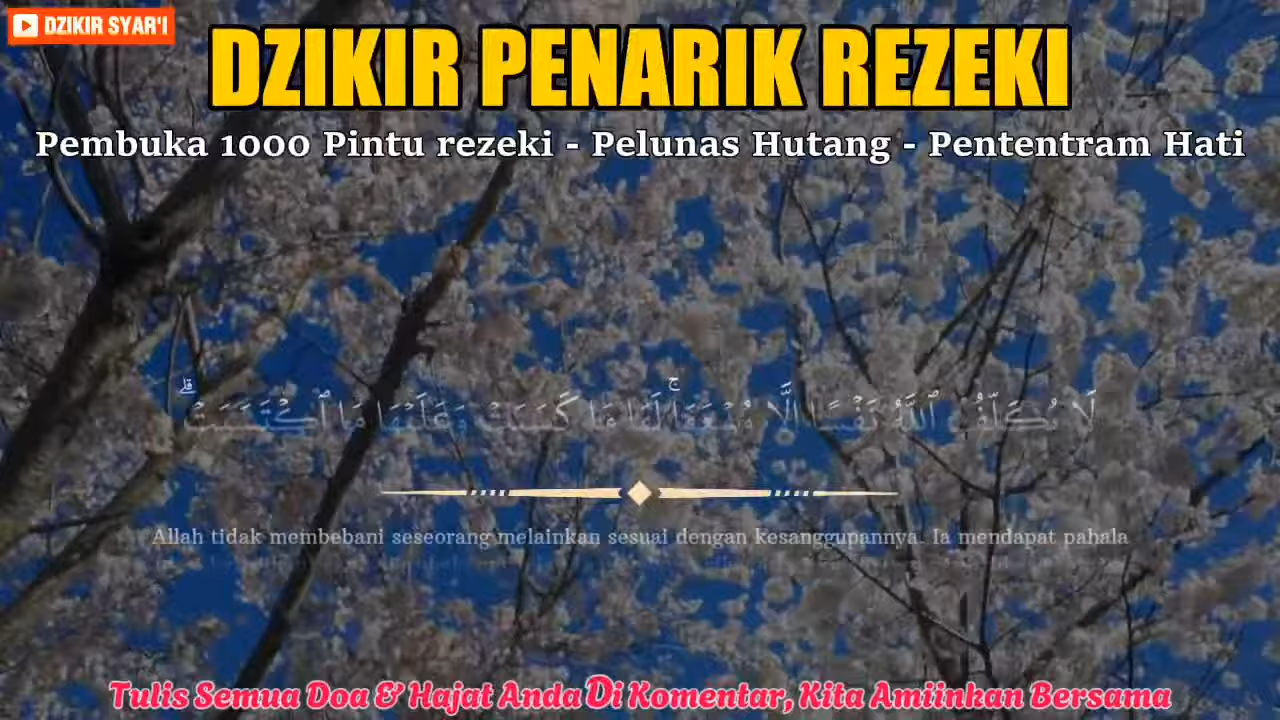 DZIKIR SYAR'I
DZIKIR PENARIK REZEKI
Pembuka 1000 Pintu rezeki - Pelunas Hutang - Pententram Hati
لَا يُكَلِّفُ ٱللَّهُ نَفْسًا إِلَّا وُسْعَهَا ۚ لَهَا مَا كَسَبَتْ وَعَلَيْهَا مَا ٱكْتَسَبَتْ ۗ
Allah tidak membebani seseorang melainkan sesuai dengan kesanggupannya. Ia mendapat pahala
Tulis Semua Doa & Hajat Anda Di Komentar, Kita Amiinkan Bersama